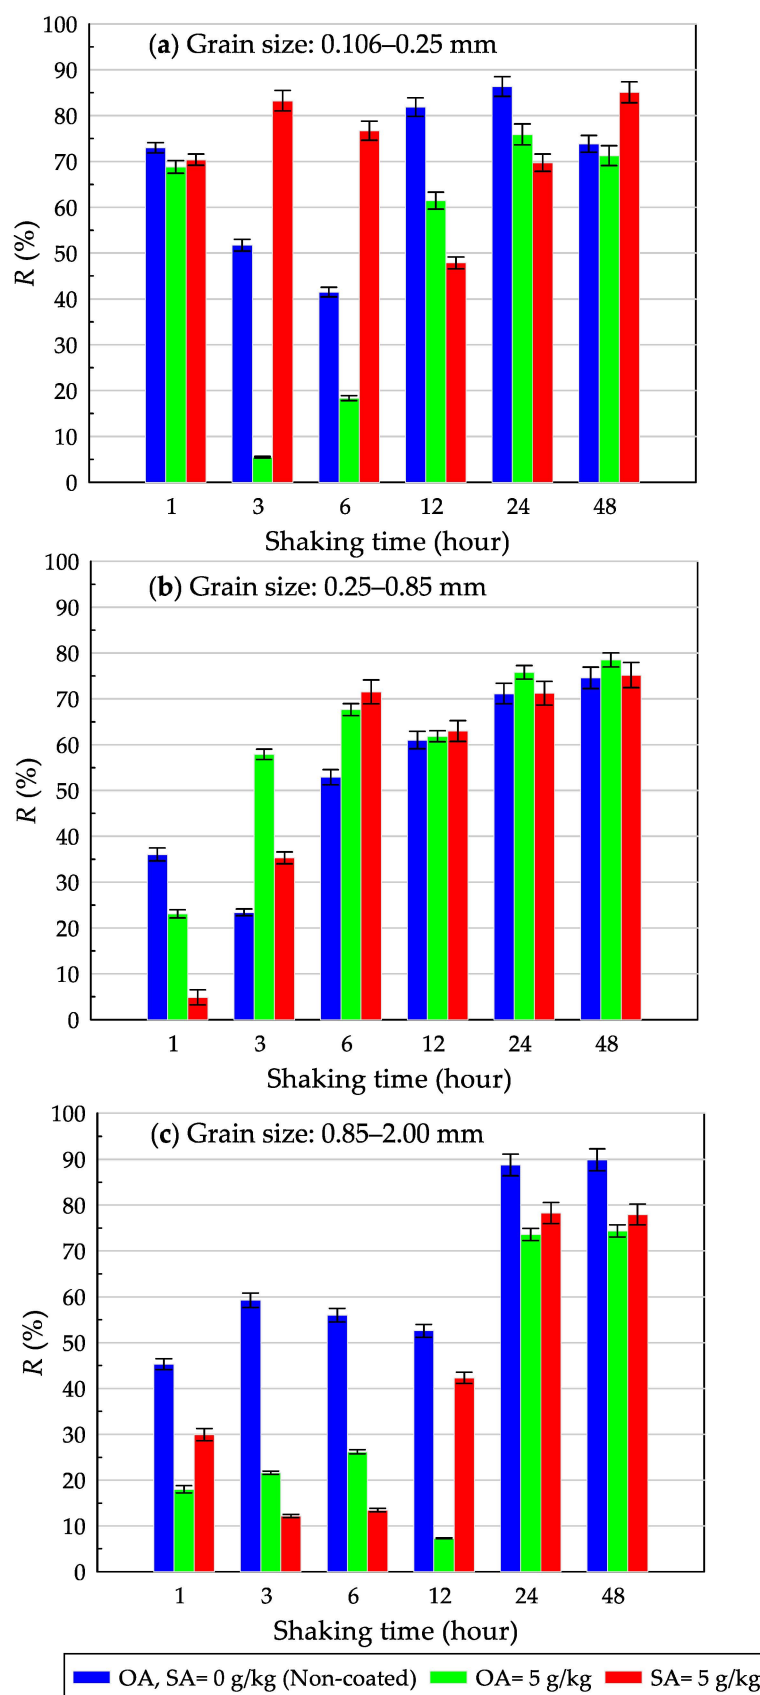 (a) Grain size: 0.106–0.25 mm
100
90
80
70
60
50
40
30
20
10
0
R (%)
1 3 6 12 24 48
Shaking time (hour)
(b) Grain size: 0.25–0.85 mm
100
90
80
70
60
50
40
30
20
10
0
R (%)
1 3 6 12 24 48
Shaking time (hour)
(c) Grain size: 0.85–2.00 mm
100
90
80
70
60
50
40
30
20
10
0
R (%)
1 3 6 12 24 48
Shaking time (hour)
OA, SA= 0 g/kg (Non-coated) OA= 5 g/kg SA= 5 g/kg